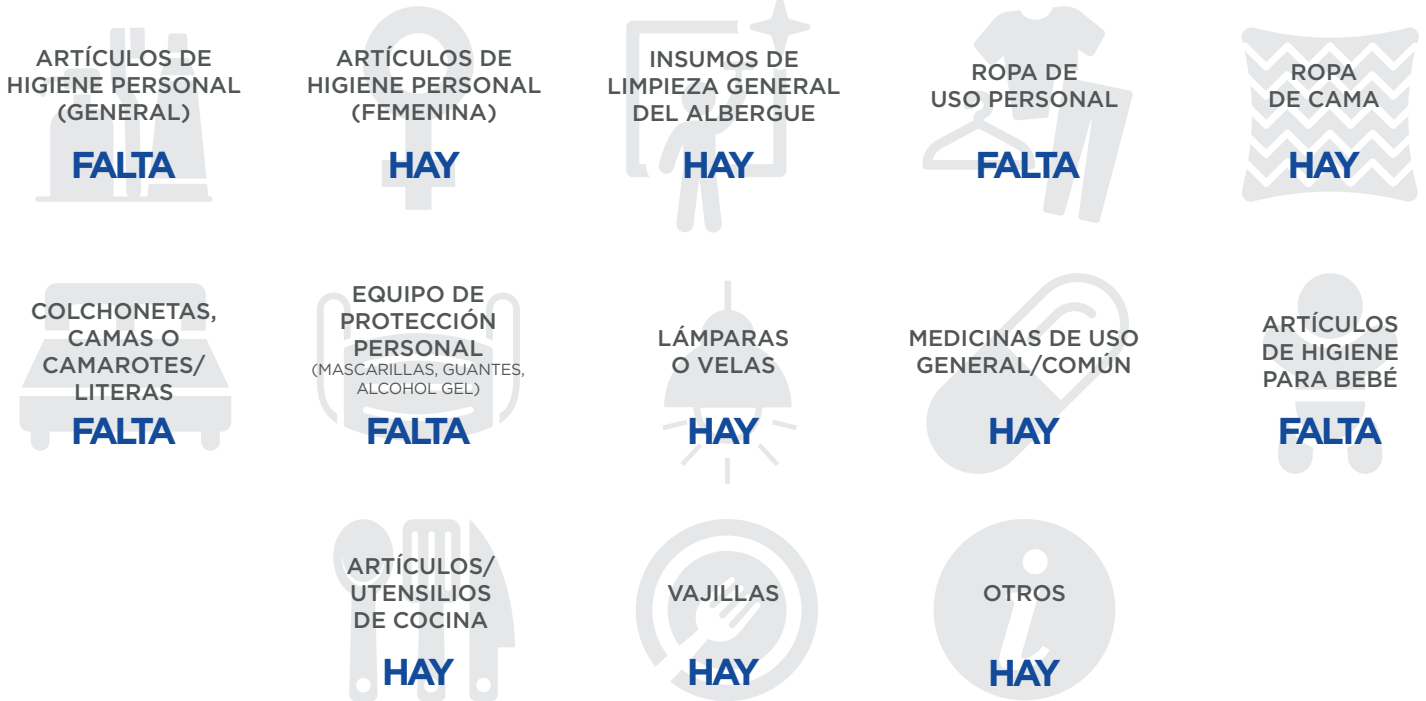 ARTÍCULOS DE
HIGIENE PERSONAL
(GENERAL)
FALTA
ARTÍCULOS DE
HIGIENE PERSONAL
(FEMENINA)
HAY
INSUMOS DE
LIMPIEZA GENERAL
DEL ALBERGUE
HAY
ROPA DE
USO PERSONAL
FALTA
ROPA
DE CAMA
HAY
COLCHONETAS,
CAMAS O
CAMAROTES/
LITERAS
FALTA
EQUIPO DE
PROTECCIÓN
PERSONAL
(MASCARILLAS, GUANTES,
ALCOHOL GEL)
FALTA
LÁMPARAS
O VELAS
HAY
MEDICINAS DE USO
GENERAL/COMÚN
HAY
ARTÍCULOS
DE HIGIENE
PARA BEBÉ
FALTA
ARTÍCULOS/
UTENSILIOS
DE COCINA
HAY
VAJILLAS
HAY
OTROS
HAY